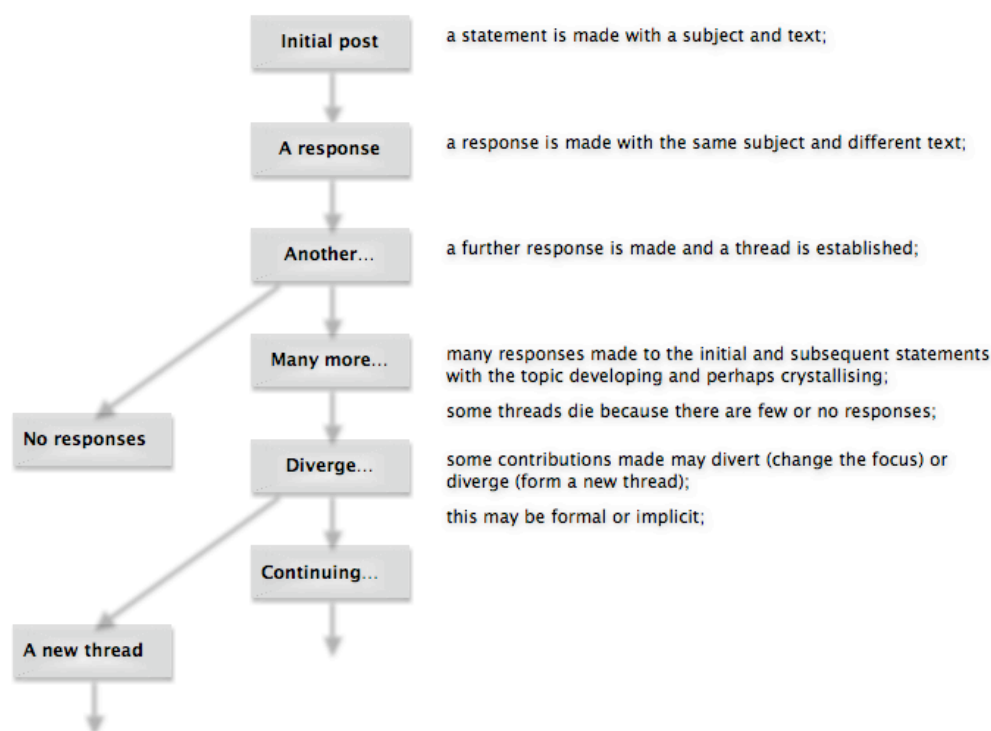 Initial post
a statement is made with a subject and text;
A response
a response is made with the same subject and different text;
Another...
a further response is made and a thread is established;
Many more...
many responses made to the initial and subsequent statements
with the topic developing and perhaps crystallising;
some threads die because there are few or no responses;
No responses
Diverge...
some contributions made may divert (change the focus) or
diverge (form a new thread);
this may be formal or implicit;
Continuing...
A new thread